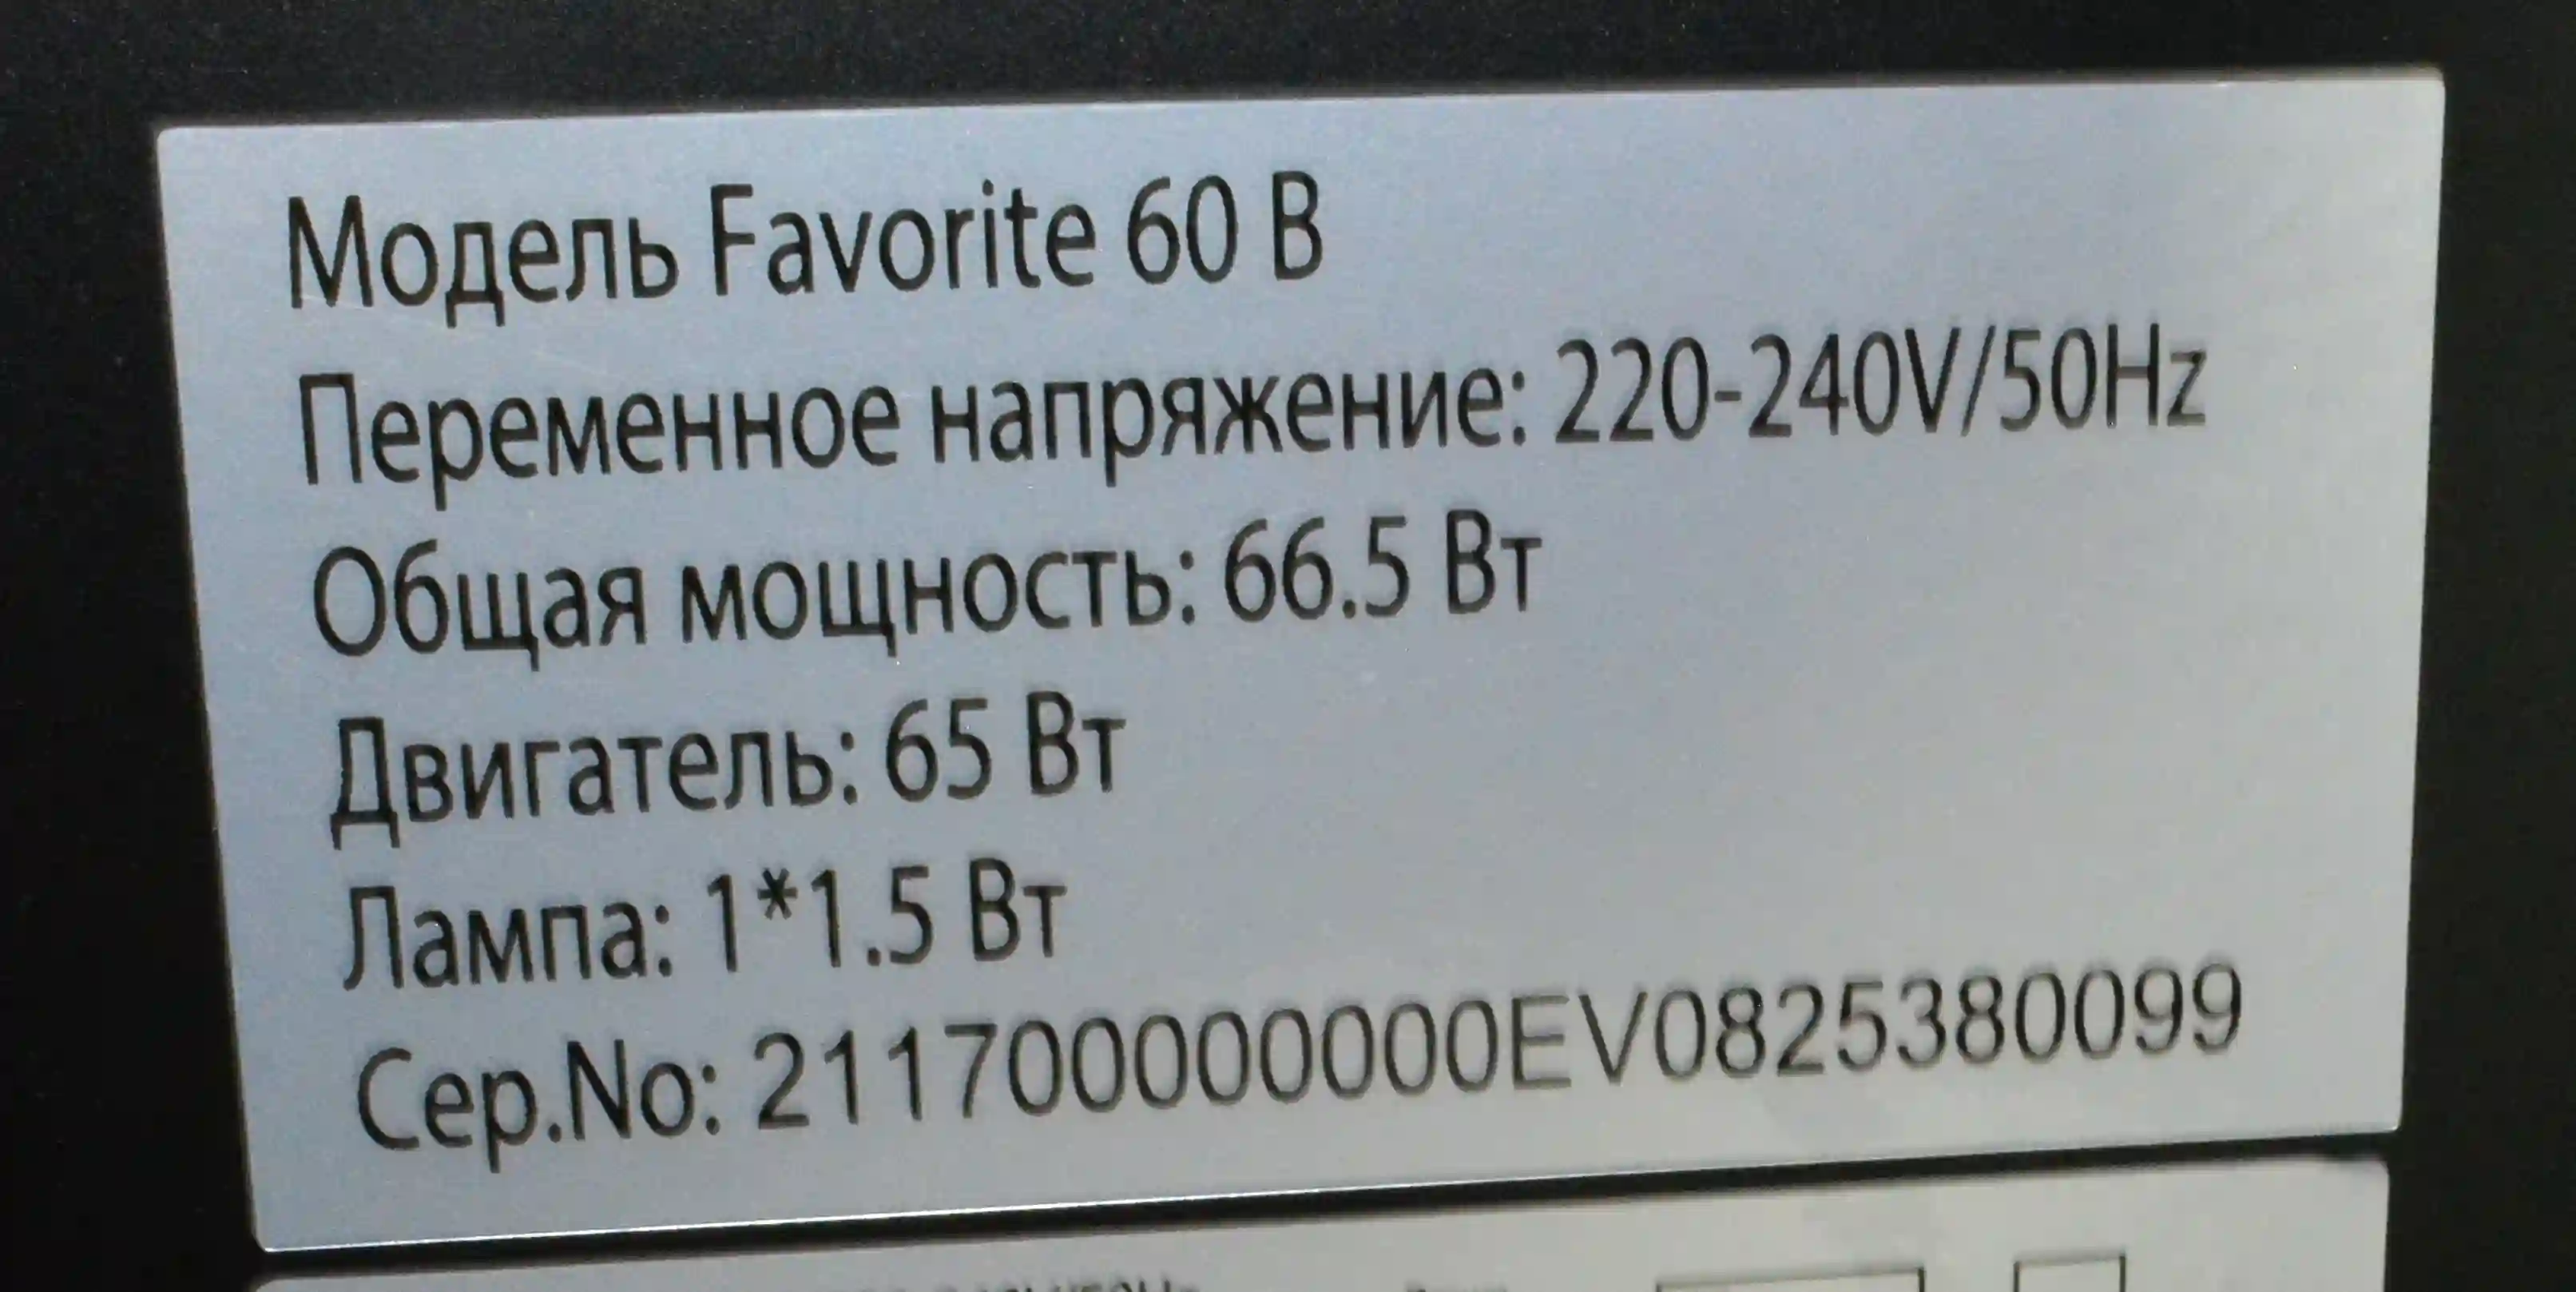 Модель Favorite 60 B
Переменное напряжение: 220-240V/50Hz
Общая мощность: 66.5 Вт
Двигатель: 65 Вт
Лампа: 1*1.5 Вт
Сер.No: 211700000000EV0825380099